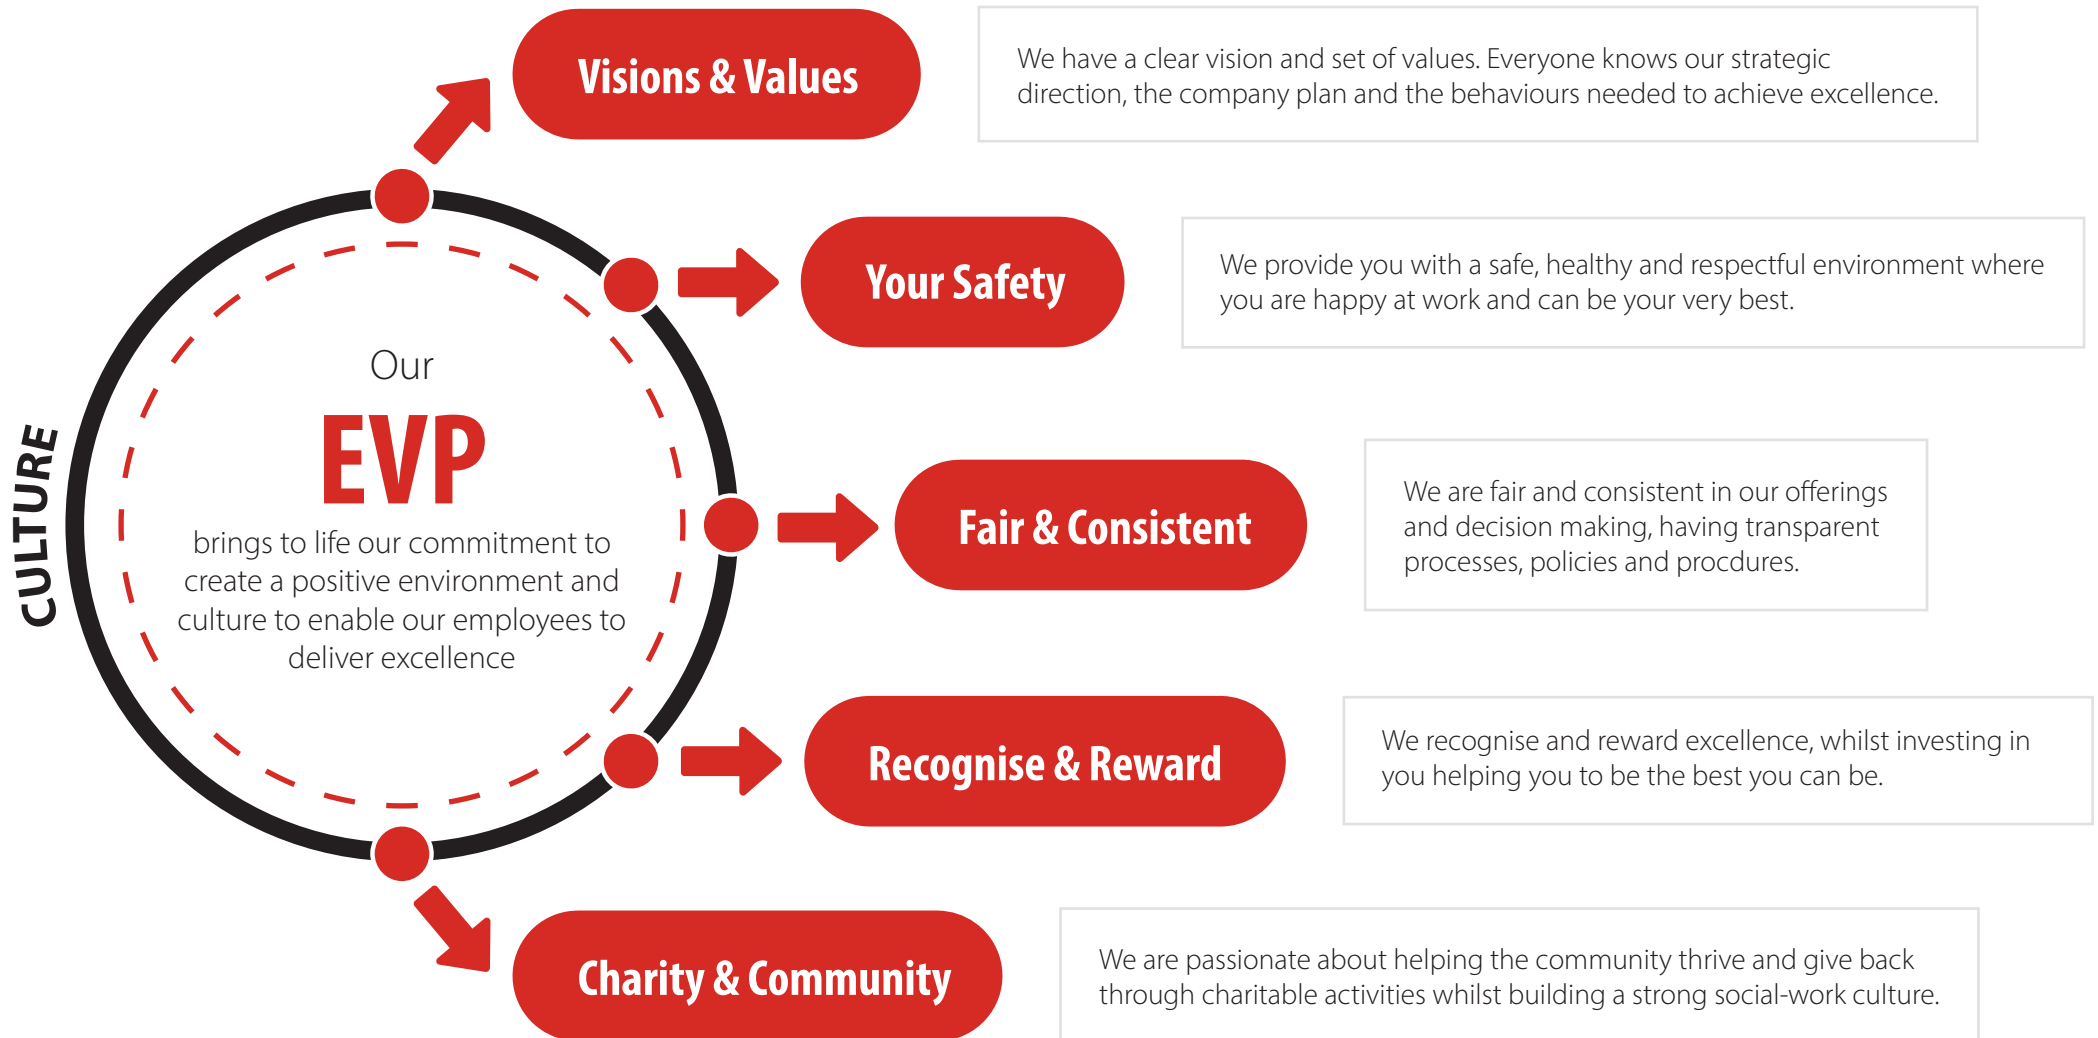 CULTURE
Our
EVP
brings to life our commitment to
create a positive environment and
culture to enable our employees to
deliver excellence
Visions & Values
We have a clear vision and set of values. Everyone knows our strategic
direction, the company plan and the behaviours needed to achieve excellence.
Your Safety
We provide you with a safe, healthy and respectful environment where
you are happy at work and can be your very best.
Fair & Consistent
We are fair and consistent in our offerings
and decision making, having transparent
processes, policies and procdures.
Recognise & Reward
We recognise and reward excellence, whilst investing in
you helping you to be the best you can be.
Charity & Community
We are passionate about helping the community thrive and give back
through charitable activities whilst building a strong social-work culture.